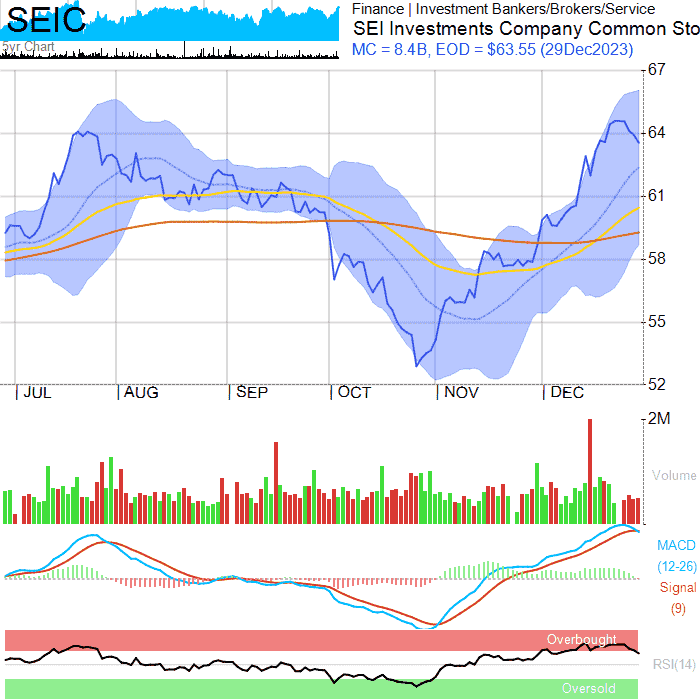 SEIC
5yr Chart
Finance | Investment Bankers/Brokers/Service
SEI Investments Company Common Sto
MC = 8.4B, EOD = $63.55 (29Dec2023)
67
64
61
58
55
52
| JUL | AUG | SEP | OCT | NOV | DEC
2M
Volume
MACD
(12-26)
Signal
(9)
Overbought
RSI(14)
Oversold